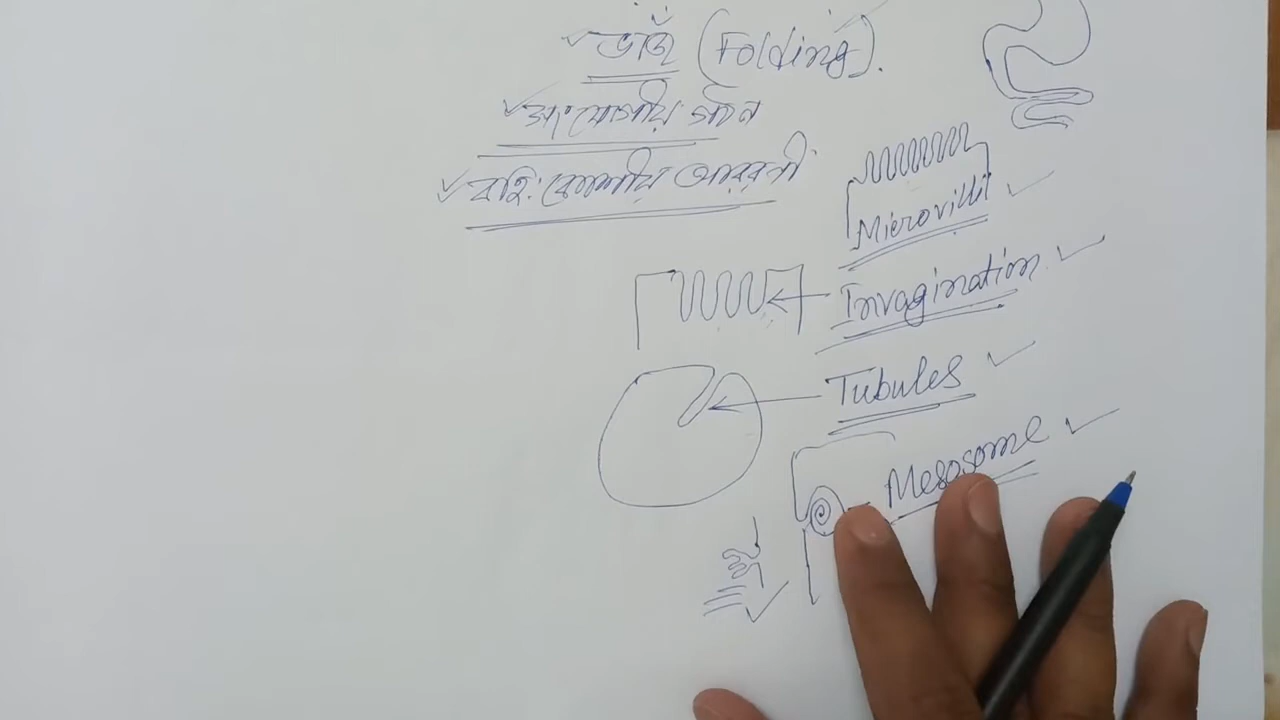 ভাঁজ (Folding).
সংযোগীয় গঠন
বহিঃকোশীয় আবরণী
Microvilli
Invagination
Tubules
Mesosome